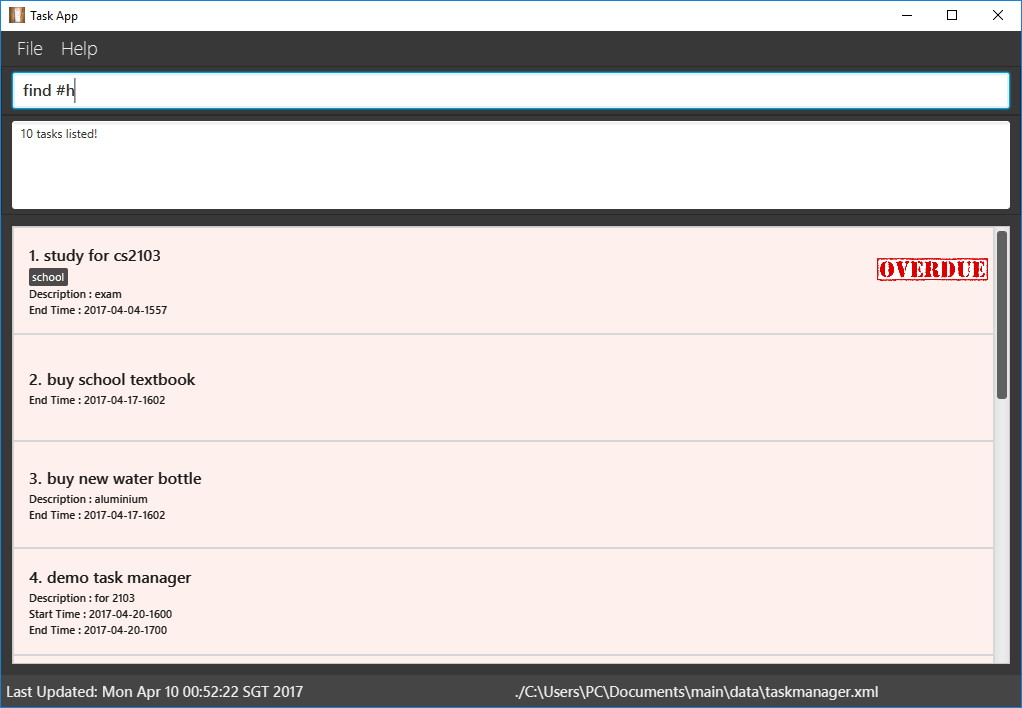 Task App
File Help
find #h
10 tasks listed!
1. study for cs2103
school
OVERDUE
Description : exam
End Time : 2017-04-04-1557
2. buy school textbook
End Time : 2017-04-17-1602
3. buy new water bottle
Description : aluminium
End Time : 2017-04-17-1602
4. demo task manager
Description : for 2103
Start Time : 2017-04-20-1600
End Time : 2017-04-20-1700
Last Updated: Mon Apr 10 00:52:22 SGT 2017 ./C:\Users\PC\Documents\main\data\taskmanager.xml